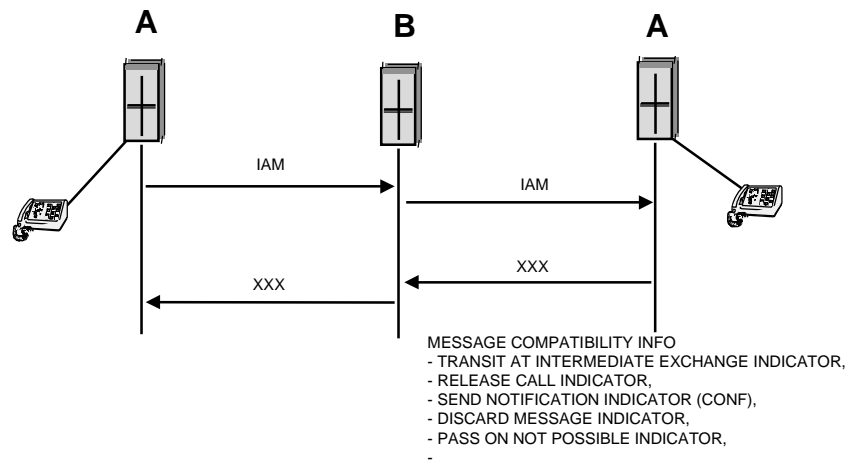 A
B
A
IAM
IAM
XXX
XXX
MESSAGE COMPATIBILITY INFO
- TRANSIT AT INTERMEDIATE EXCHANGE INDICATOR,
- RELEASE CALL INDICATOR,
- SEND NOTIFICATION INDICATOR (CONF),
- DISCARD MESSAGE INDICATOR,
- PASS ON NOT POSSIBLE INDICATOR,
-